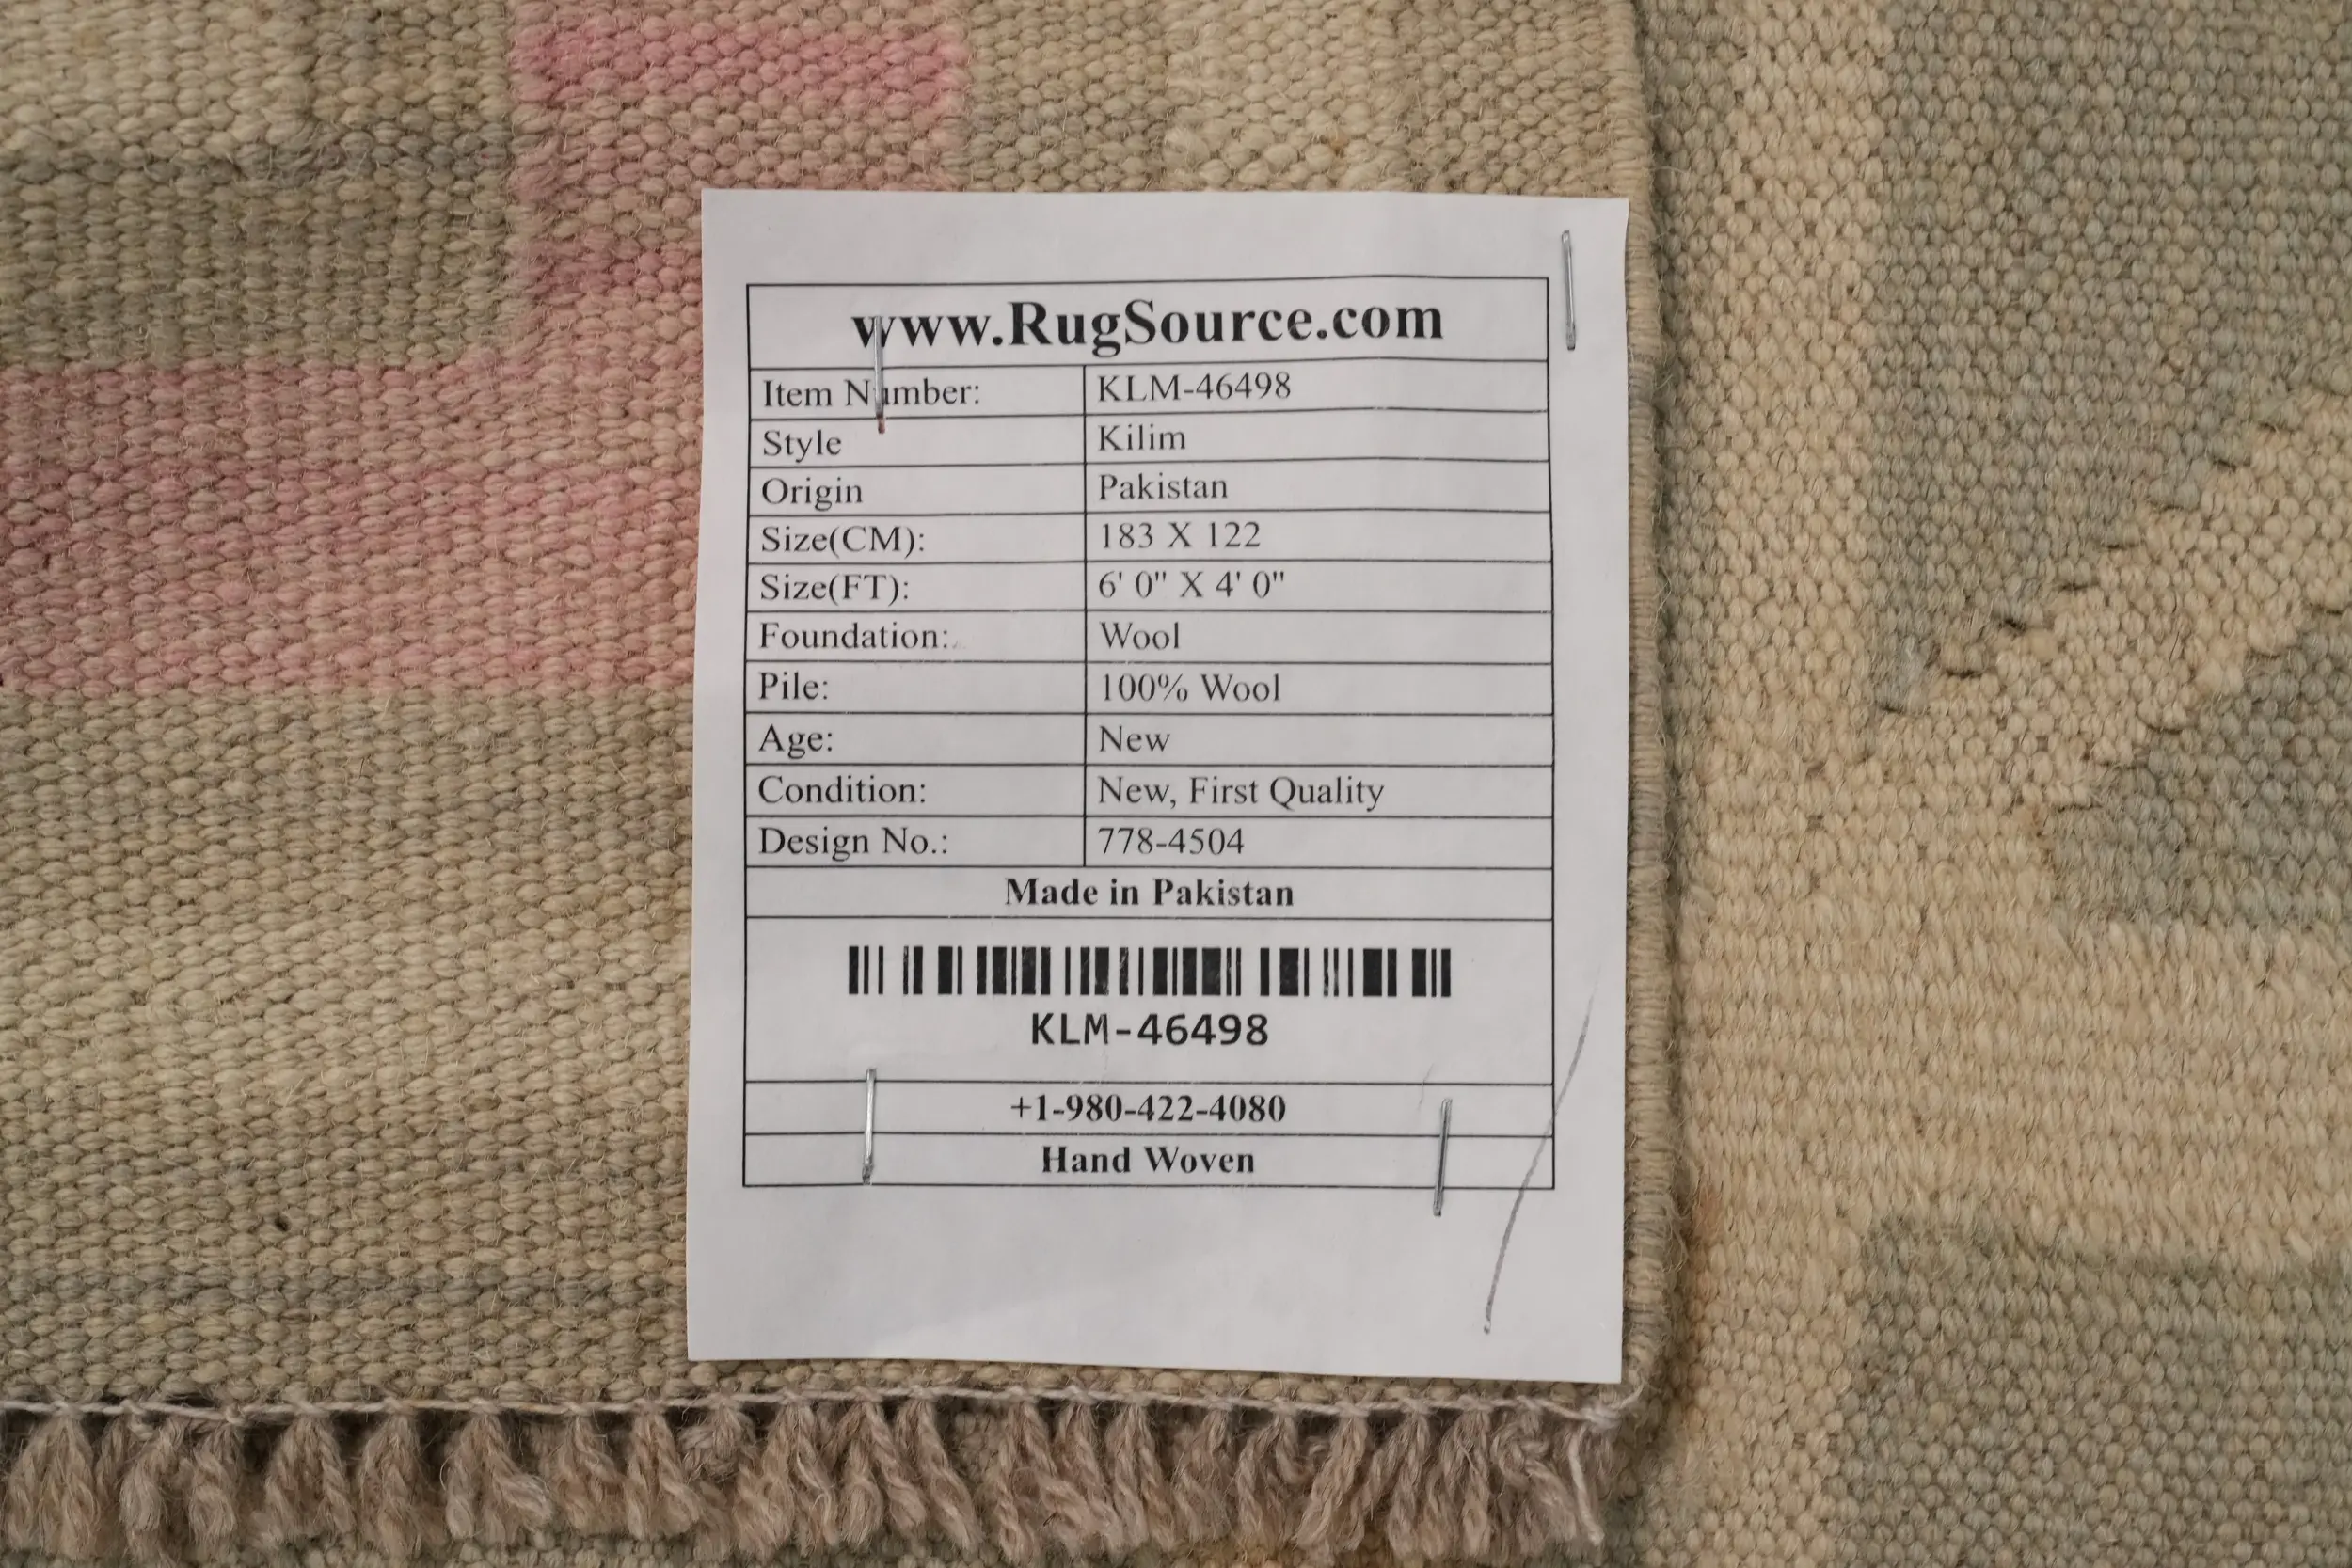 www.RugSource.com
Item Number: KLM-46498
Style Kilim
Origin Pakistan
Size(CM): 183 X 122
Size(FT): 6' 0" X 4' 0"
Foundation: Wool
Pile: 100% Wool
Age: New
Condition: New, First Quality
Design No.: 778-4504
Made in Pakistan
KLM-46498
+1-980-422-4080
Hand Woven